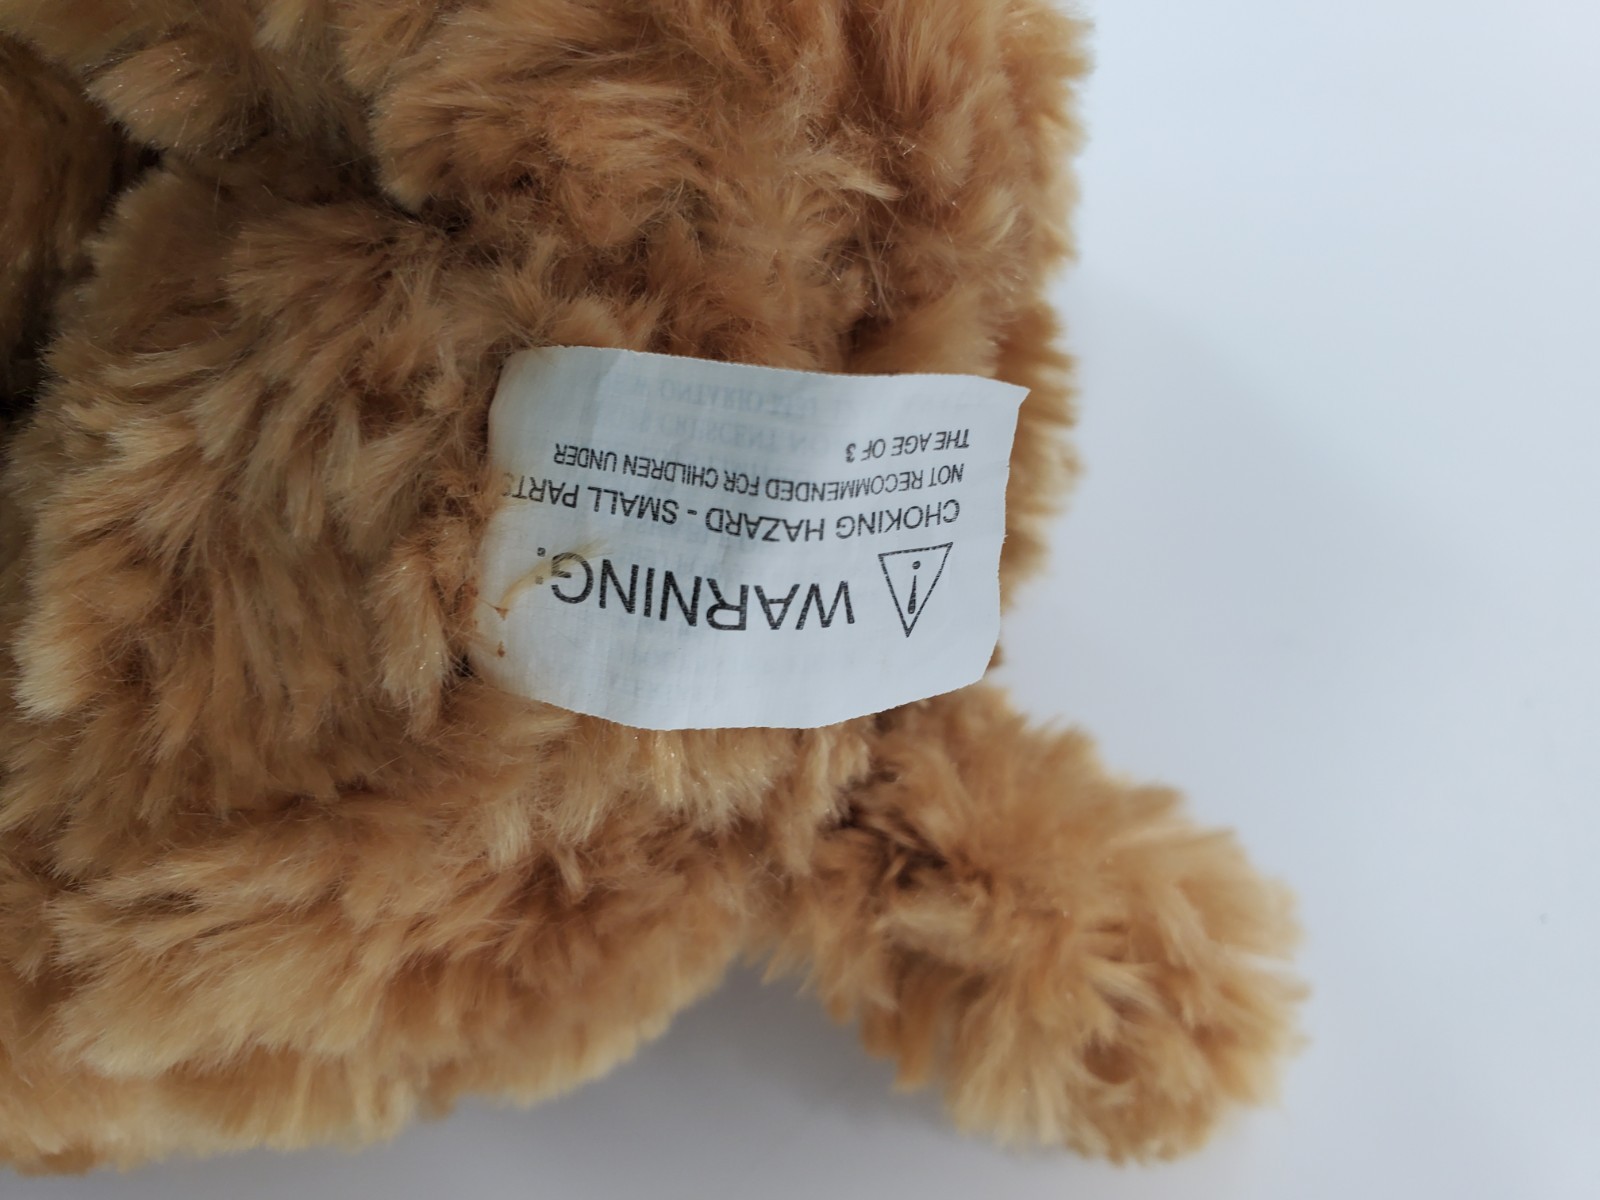 WARNING:
CHOKING HAZARD - SMALL PARTS
NOT RECOMMENDED FOR CHILDREN UNDER
THE AGE OF 3